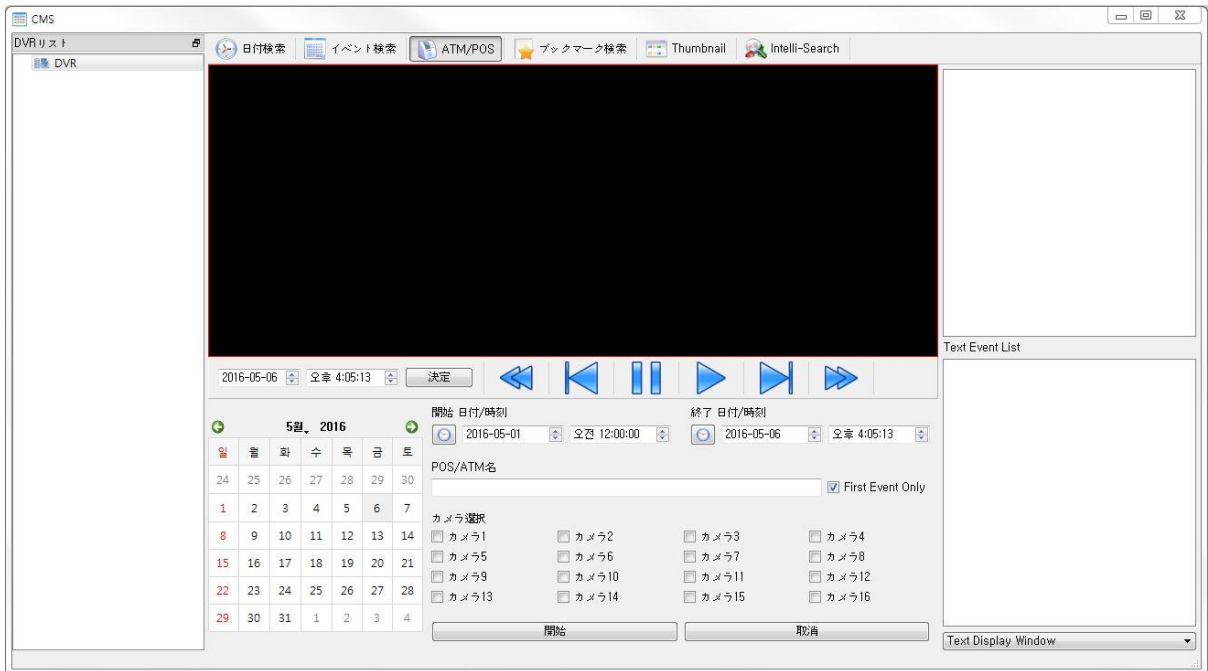 CMS
DVRリスト
DVR
日付検索 イベント検索 ATM/POS ブックマーク検索 Thumbnail Intelli-Search
Text Event List
2016-05-06 오후 4:05:13 決定
5월 2016
일 월 화 수 목 금 토
24 25 26 27 28 29 30
1 2 3 4 5 6 7
8 9 10 11 12 13 14
15 16 17 18 19 20 21
22 23 24 25 26 27 28
29 30 31 1 2 3 4
開始 日付/時刻
2016-05-01 오전 12:00:00
終了 日付/時刻
2016-05-06 오후 4:05:13
POS/ATM名
First Event Only
カメラ選択
カメラ1 カメラ2 カメラ3 カメラ4
カメラ5 カメラ6 カメラ7 カメラ8
カメラ9 カメラ10 カメラ11 カメラ12
カメラ13 カメラ14 カメラ15 カメラ16
開始 取消
Text Display Window